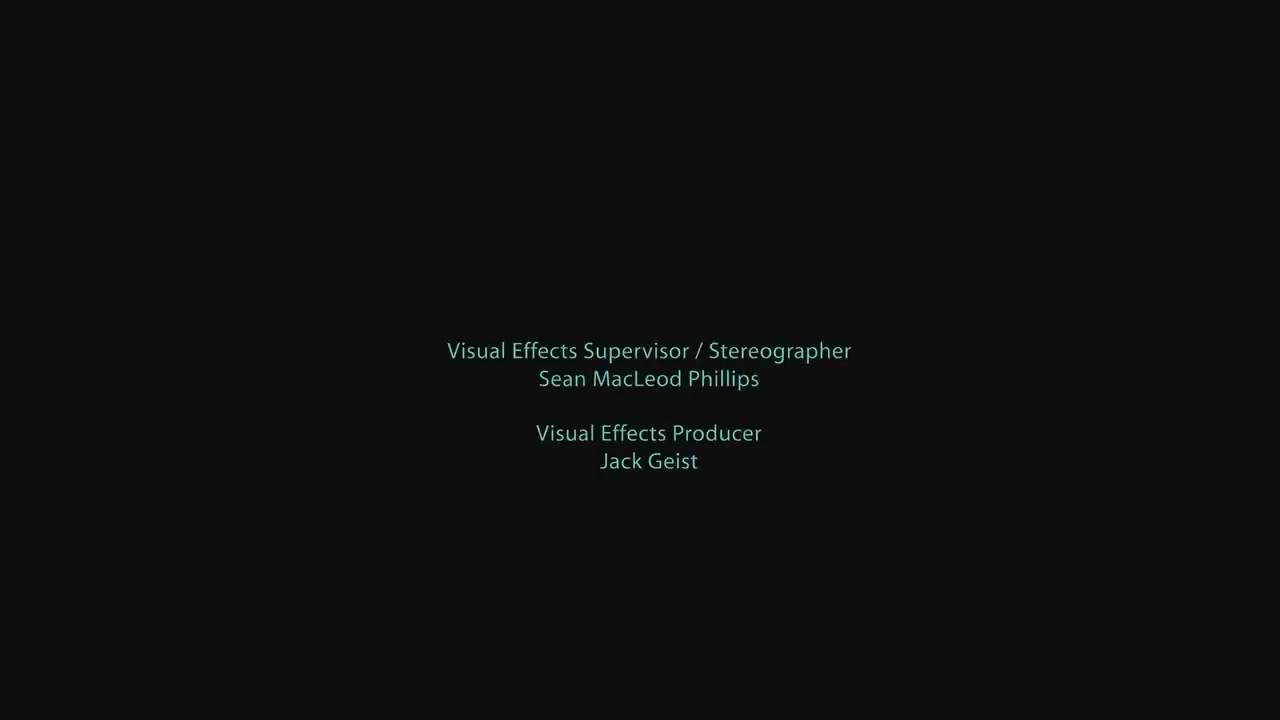 Visual Effects Supervisor / Stereographer
Sean MacLeod Phillips
Visual Effects Producer
Jack Geist